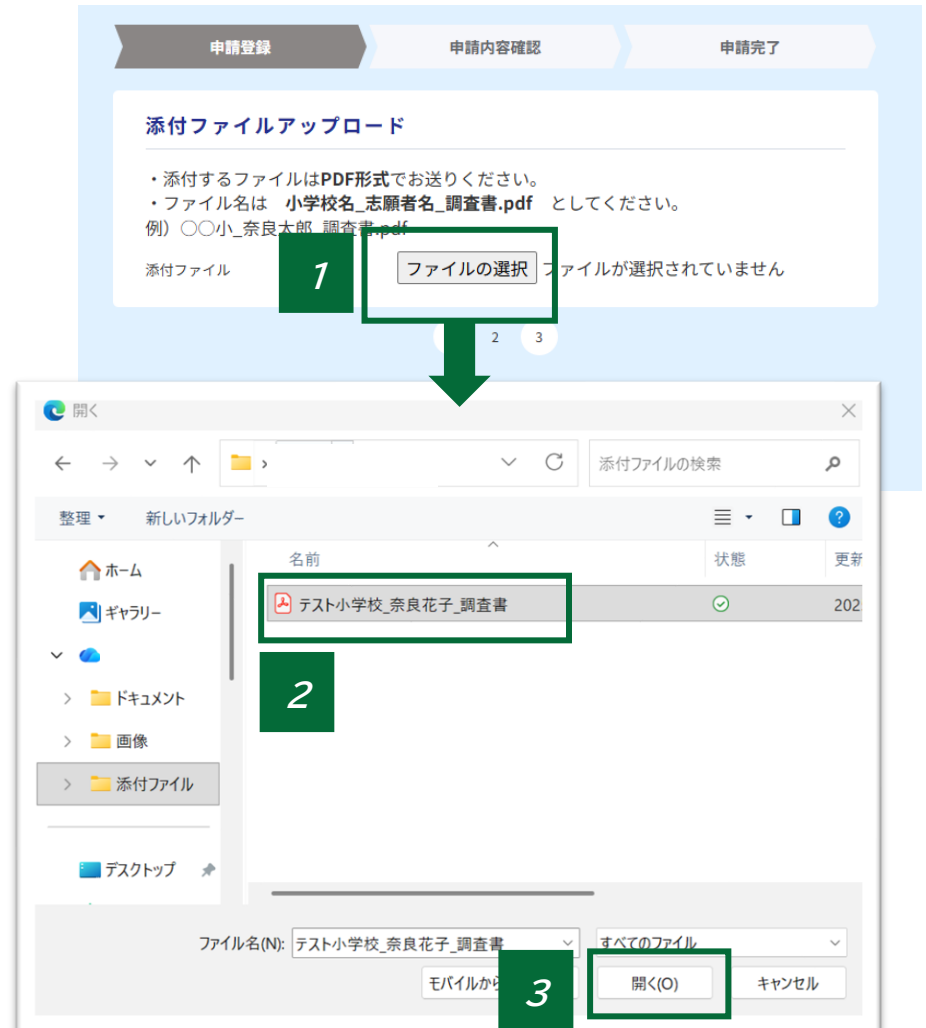 申請登録 申請内容確認 申請完了
添付ファイルアップロード
・添付するファイルはPDF形式でお送りください。
・ファイル名は 小学校名_志願者名_調査書.pdf としてください。
例）〇〇小_奈良太郎_調査書.pdf
添付ファイル 1 ファイルの選択 ファイルが選択されていません
2 3
開く
添付ファイルの検索
整理 新しいフォルダー
名前 状態 更新
ホーム
テスト小学校_奈良花子_調査書 202
ギャラリー
2
ドキュメント
画像
添付ファイル
デスクトップ
ファイル名(N): テスト小学校_奈良花子_調査書 すべてのファイル
モバイルから 3 開く(O) キャンセル